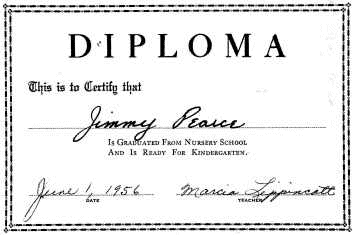 DIPLOMA
This is to Certify that
Jimmy Pearce
Is Graduated From Nursery School
And Is Ready For Kindergarten.
June 1, 1956 Marcia Lippincott
DATE TEACHER